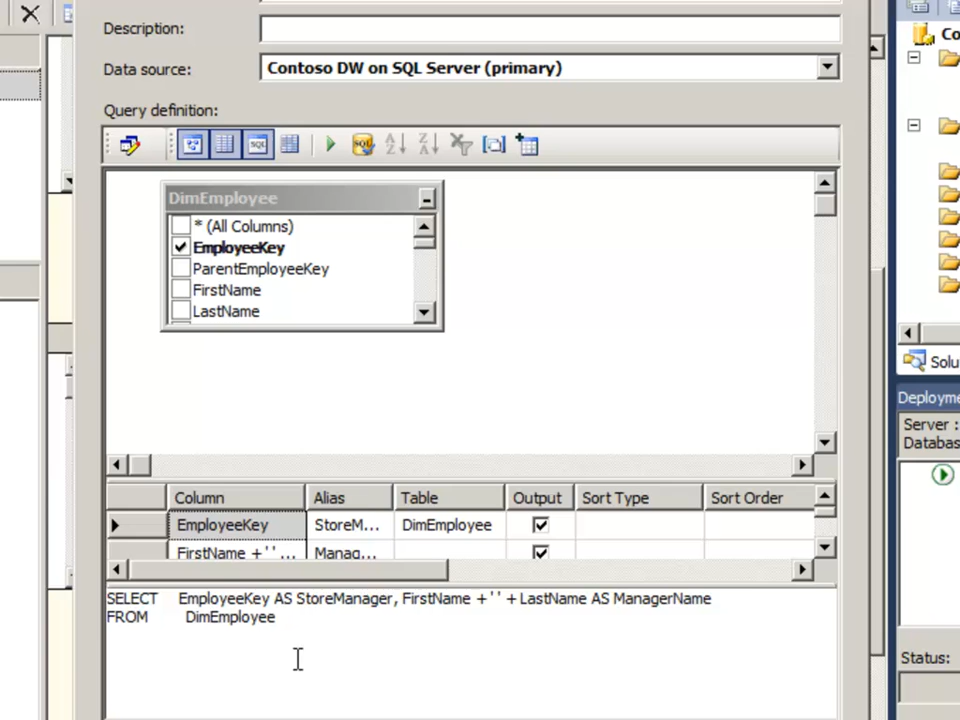 Description:
Data source: Contoso DW on SQL Server (primary)
Query definition:
DimEmployee
* (All Columns)
EmployeeKey
ParentEmployeeKey
FirstName
LastName
Column Alias Table Output Sort Type Sort Order
EmployeeKey StoreM... DimEmployee
FirstName + ' ' ... Manag...
SELECT EmployeeKey AS StoreManager, FirstName + ' ' + LastName AS ManagerName
FROM DimEmployee
Co
Solu
Deployme
Server :
Database
Status: